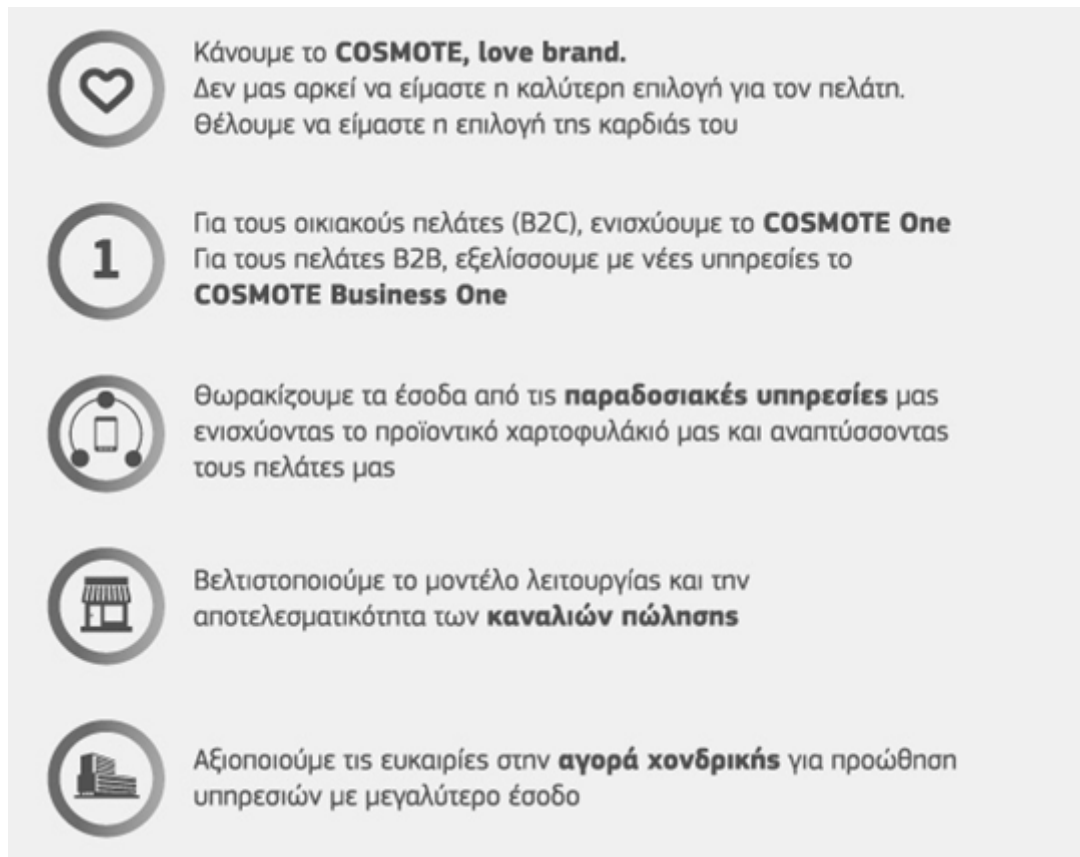 Κάνουμε το COSMOTE, love brand.
Δεν μας αρκεί να είμαστε η καλύτερη επιλογή για τον πελάτη.
Θέλουμε να είμαστε η επιλογή της καρδιάς του
1
Για τους οικιακούς πελάτες (B2C), ενισχύουμε το COSMOTE One
Για τους πελάτες B2B, εξελίσσουμε με νέες υπηρεσίες το
COSMOTE Business One
Θωρακίζουμε τα έσοδα από τις παραδοσιακές υπηρεσίες μας
ενισχύοντας το προϊοντικό χαρτοφυλάκιό μας και αναπτύσσοντας
τους πελάτες μας
Βελτιστοποιούμε το μοντέλο λειτουργίας και την
αποτελεσματικότητα των καναλιών πώλησης
Αξιοποιούμε τις ευκαιρίες στην αγορά χονδρικής για προώθηση
υπηρεσιών με μεγαλύτερο έσοδο